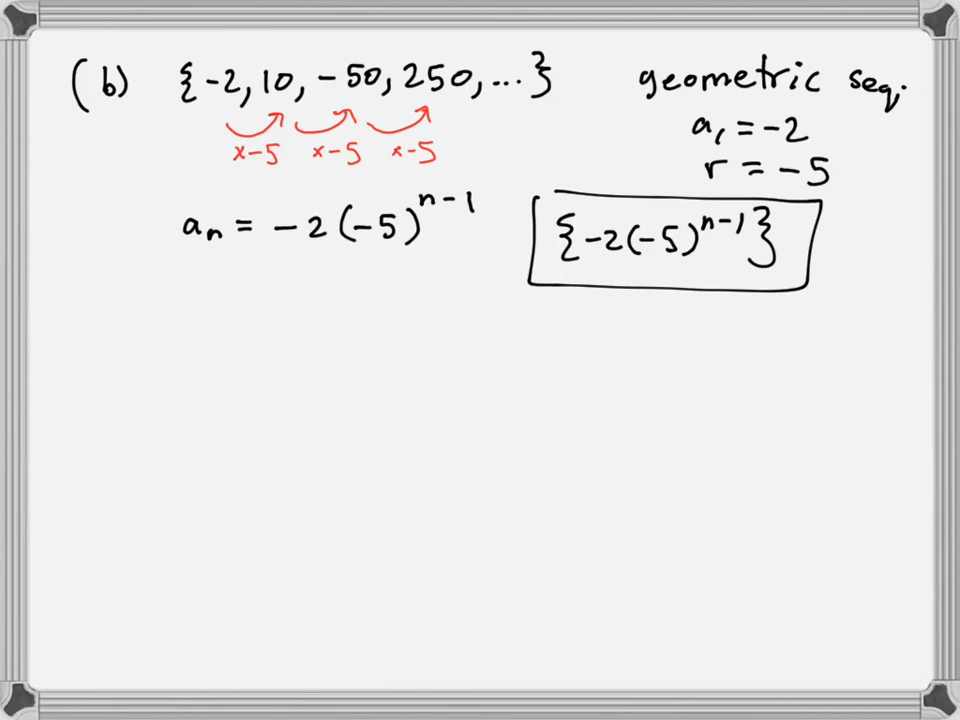 (b) {-2, 10, -50, 250, ...} geometric seq.
x-5 x-5 x-5 a₁ = -2
r = -5
aₙ = -2(-5)ⁿ⁻¹ {-2(-5)ⁿ⁻¹}